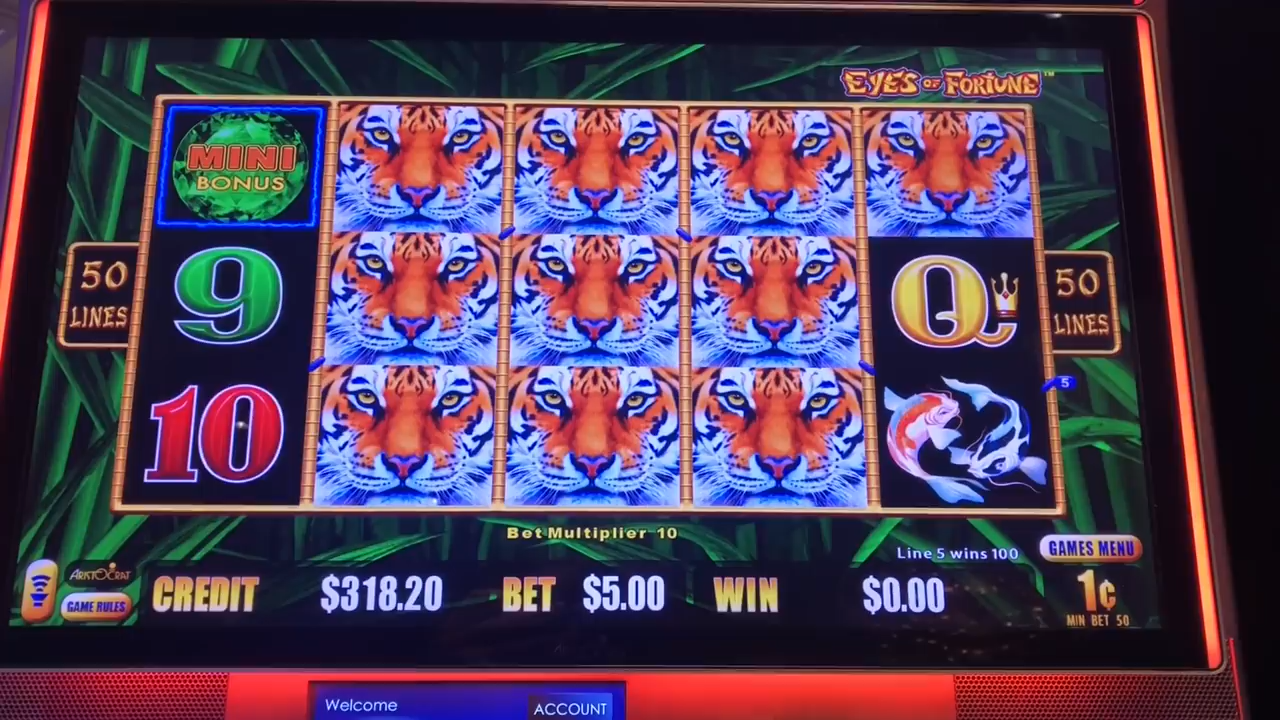 EYES OF FORTUNE™
MINI
BONUS
50
LINES
9
Q
50
LINES
10
5
Bet Multiplier 10
Line 5 wins 100
GAMES MENU
ARISTOCRAT
GAME RULES
CREDIT $318.20 BET $5.00 WIN $0.00
1¢
MIN BET 50
Welcome
ACCOUNT